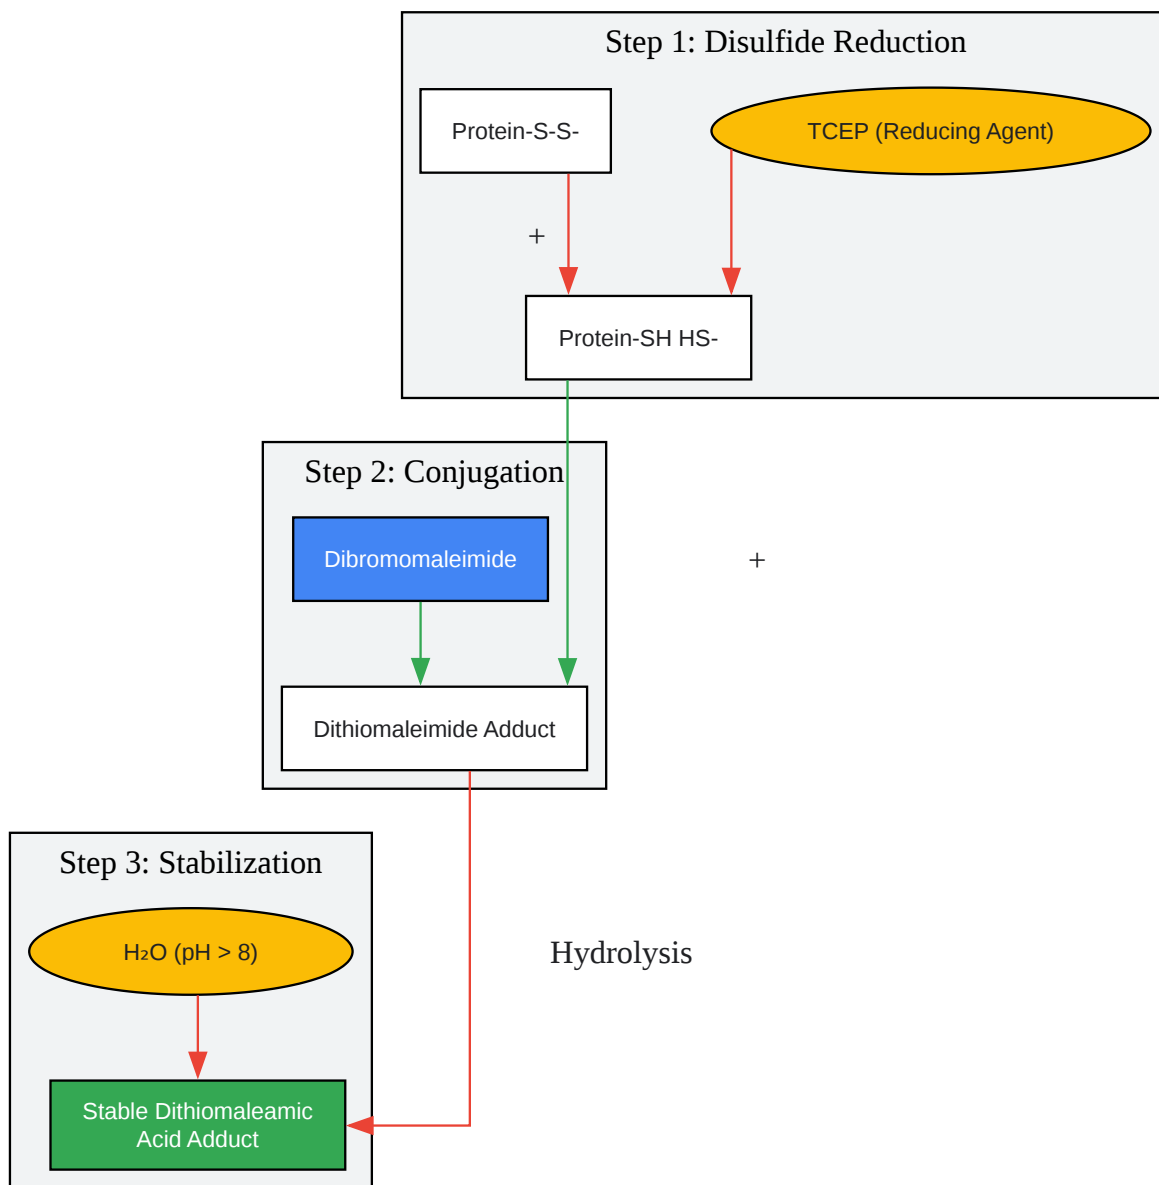 Step 1: Disulfide Reduction
Protein-S-S-
TCEP (Reducing Agent)
+
Protein-SH HS-
Step 2: Conjugation
Dibromomaleimide
+
Dithiomaleimide Adduct
Step 3: Stabilization
H₂O (pH > 8)
Hydrolysis
Stable Dithiomaleamic
Acid Adduct